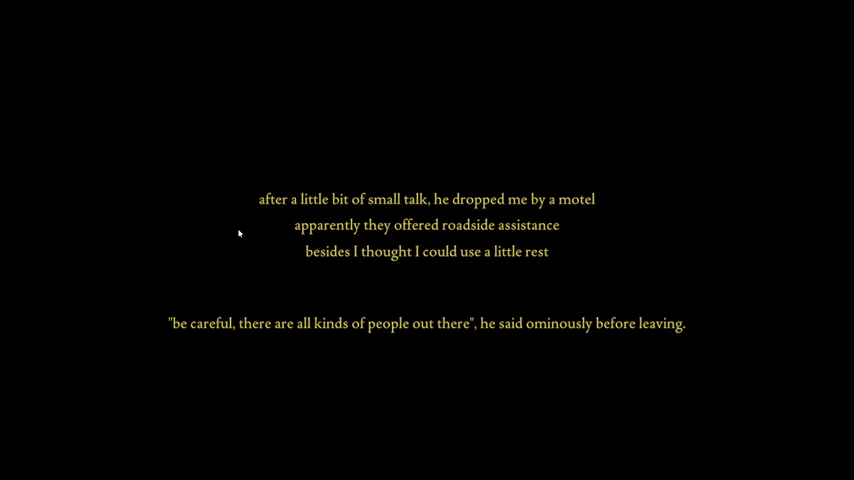 after a little bit of small talk, he dropped me by a motel
apparently they offered roadside assistance
besides I thought I could use a little rest
"be careful, there are all kinds of people out there", he said ominously before leaving.